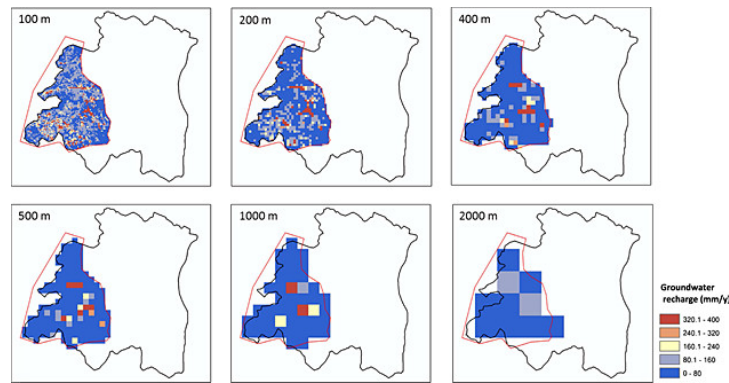 100 m
200 m
400 m
500 m
1000 m
2000 m
Groundwater
recharge (mm/y)
320.1 - 400
240.1 - 320
160.1 - 240
80.1 - 160
0 - 80